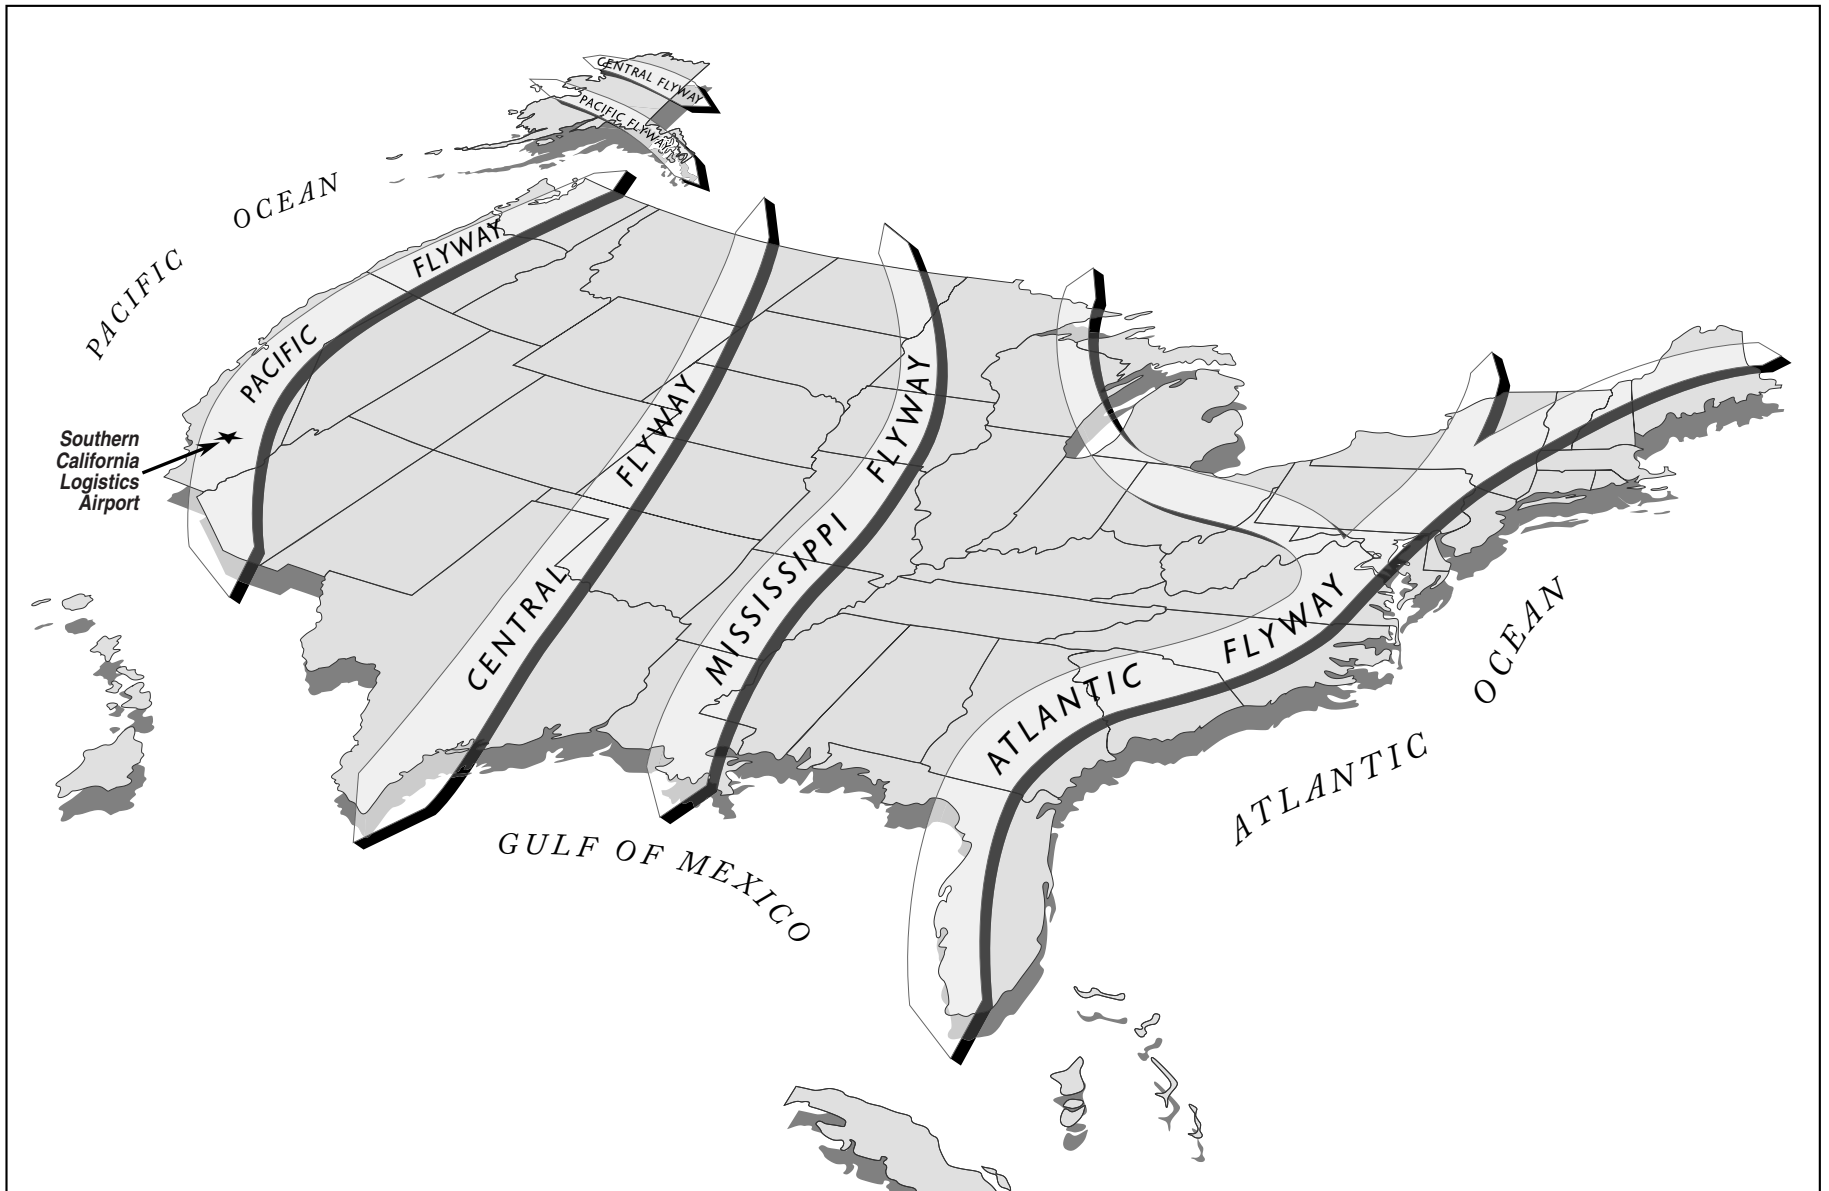 CENTRAL FLYWAY
PACIFIC FLYWAY
PACIFIC OCEAN
PACIFIC FLYWAY
Southern
California
Logistics
Airport
CENTRAL FLYWAY
MISSISSIPPI FLYWAY
ATLANTIC FLYWAY
ATLANTIC OCEAN
GULF OF MEXICO